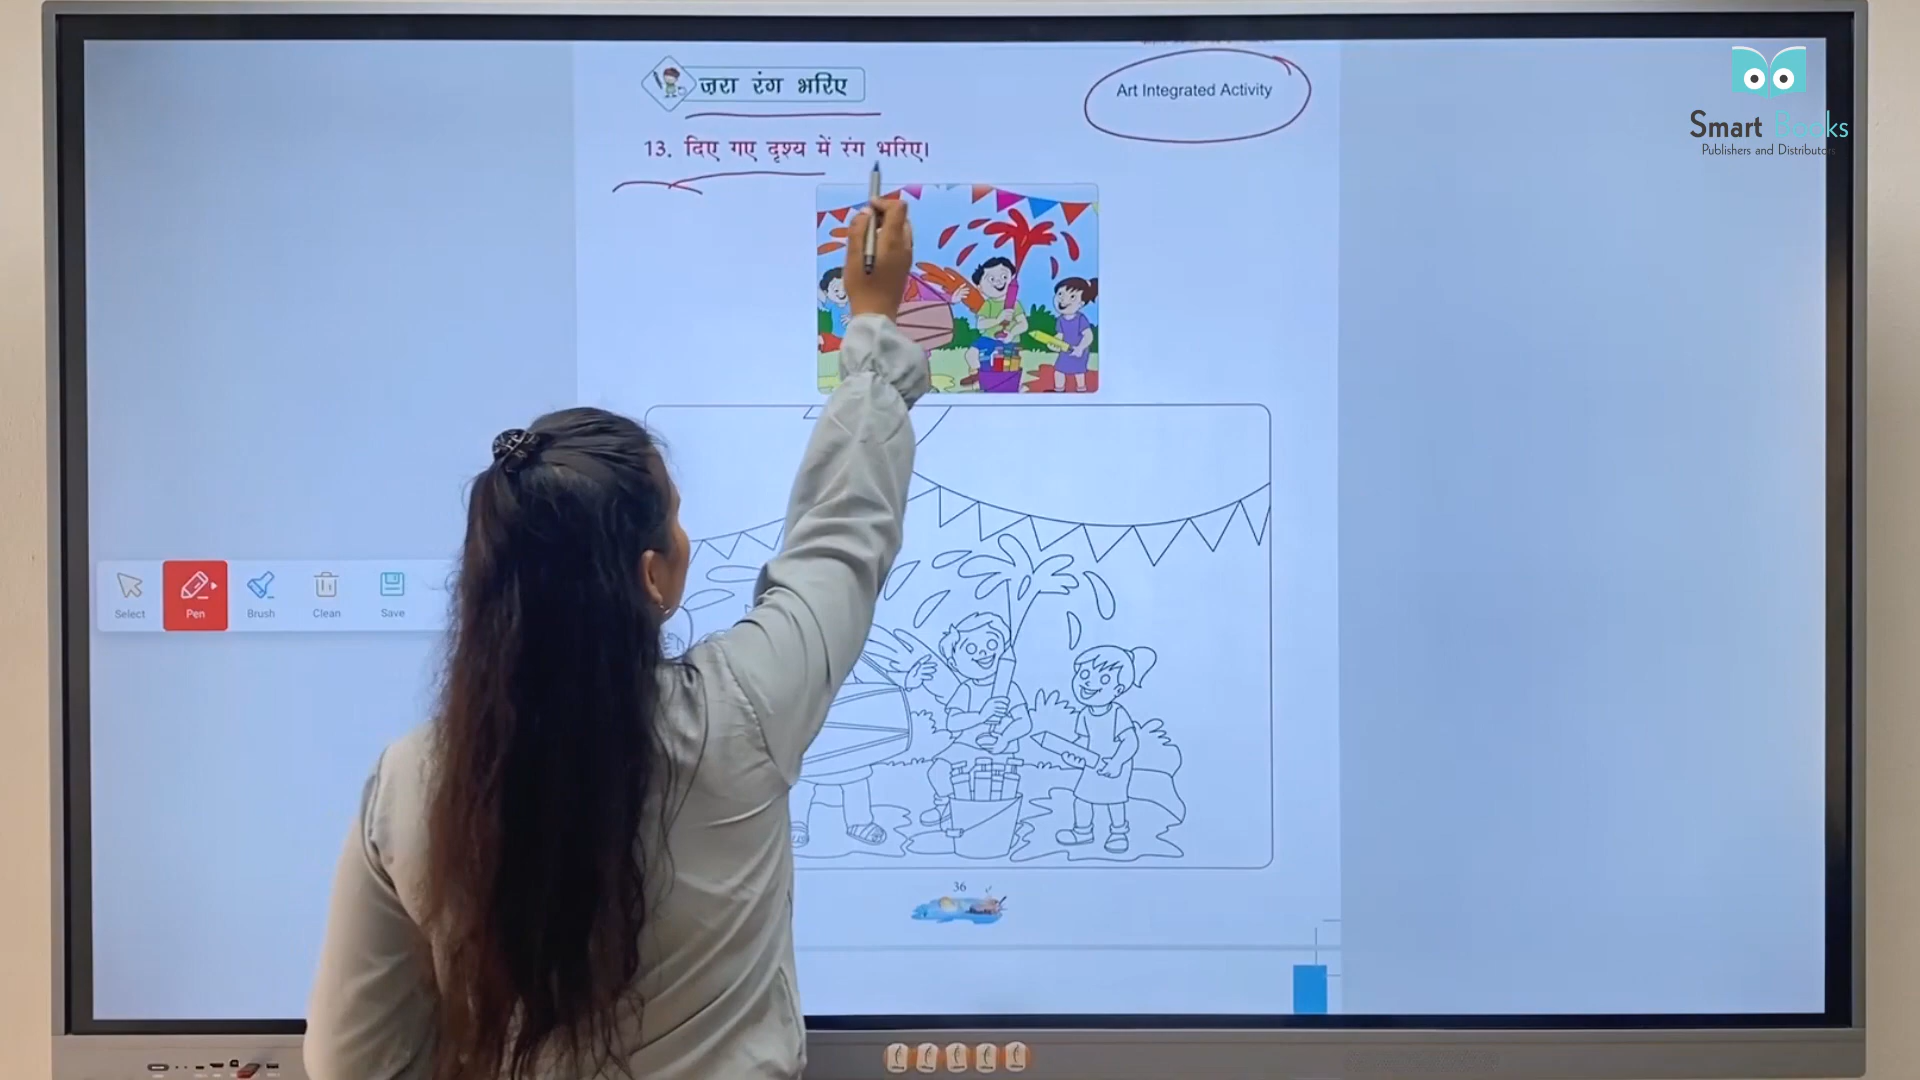 ज़रा रंग भरिए
Art Integrated Activity
13. दिए गए दृश्य में रंग भरिए।
Smart Books
Publishers and Distributors
Select
Pen
Brush
Clean
Save
36